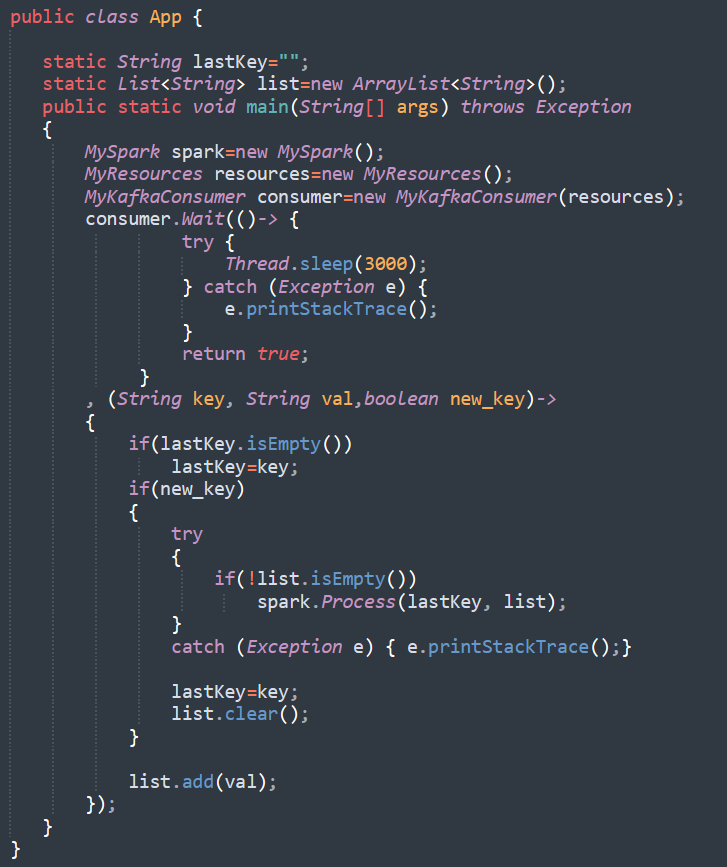 public class App {
static String lastKey="";
static List<String> list=new ArrayList<String>();
public static void main(String[] args) throws Exception
{
MySpark spark=new MySpark();
MyResources resources=new MyResources();
MyKafkaConsumer consumer=new MyKafkaConsumer(resources);
consumer.Wait(()-> {
try {
Thread.sleep(3000);
} catch (Exception e) {
e.printStackTrace();
}
return true;
}
, (String key, String val,boolean new_key)->
{
if(lastKey.isEmpty())
lastKey=key;
if(new_key)
{
try
{
if(!list.isEmpty())
spark.Process(lastKey, list);
}
catch (Exception e) { e.printStackTrace();}
lastKey=key;
list.clear();
}
list.add(val);
});
}
}